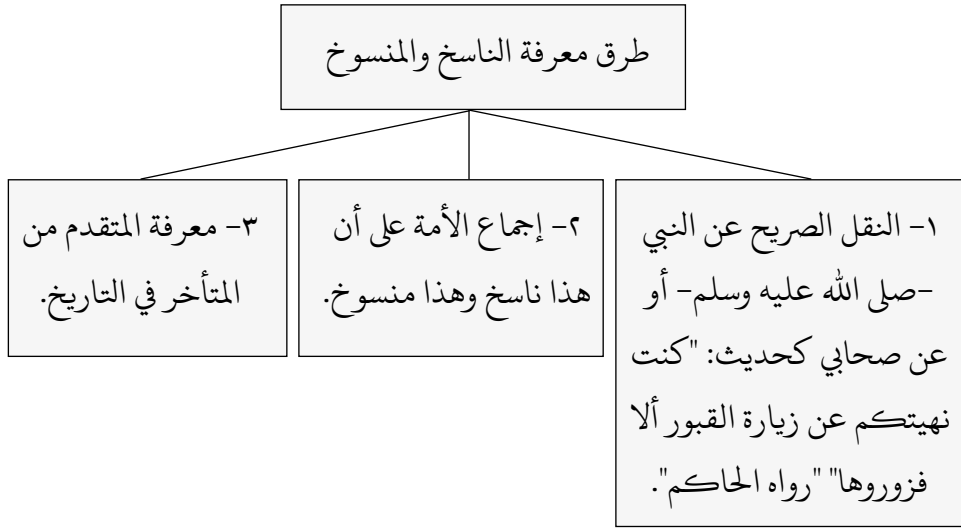 طرق معرفة الناسخ والمنسوخ
١- النقل الصريح عن النبي
-صلى الله عليه وسلم- أو
عن صحابي كحديث: "كنت
نهيتكم عن زيارة القبور ألا
فزوروها" "رواه الحاكم".
٢- إجماع الأمة على أن
هذا ناسخ وهذا منسوخ.
٣- معرفة المتقدم من
المتأخر في التاريخ.